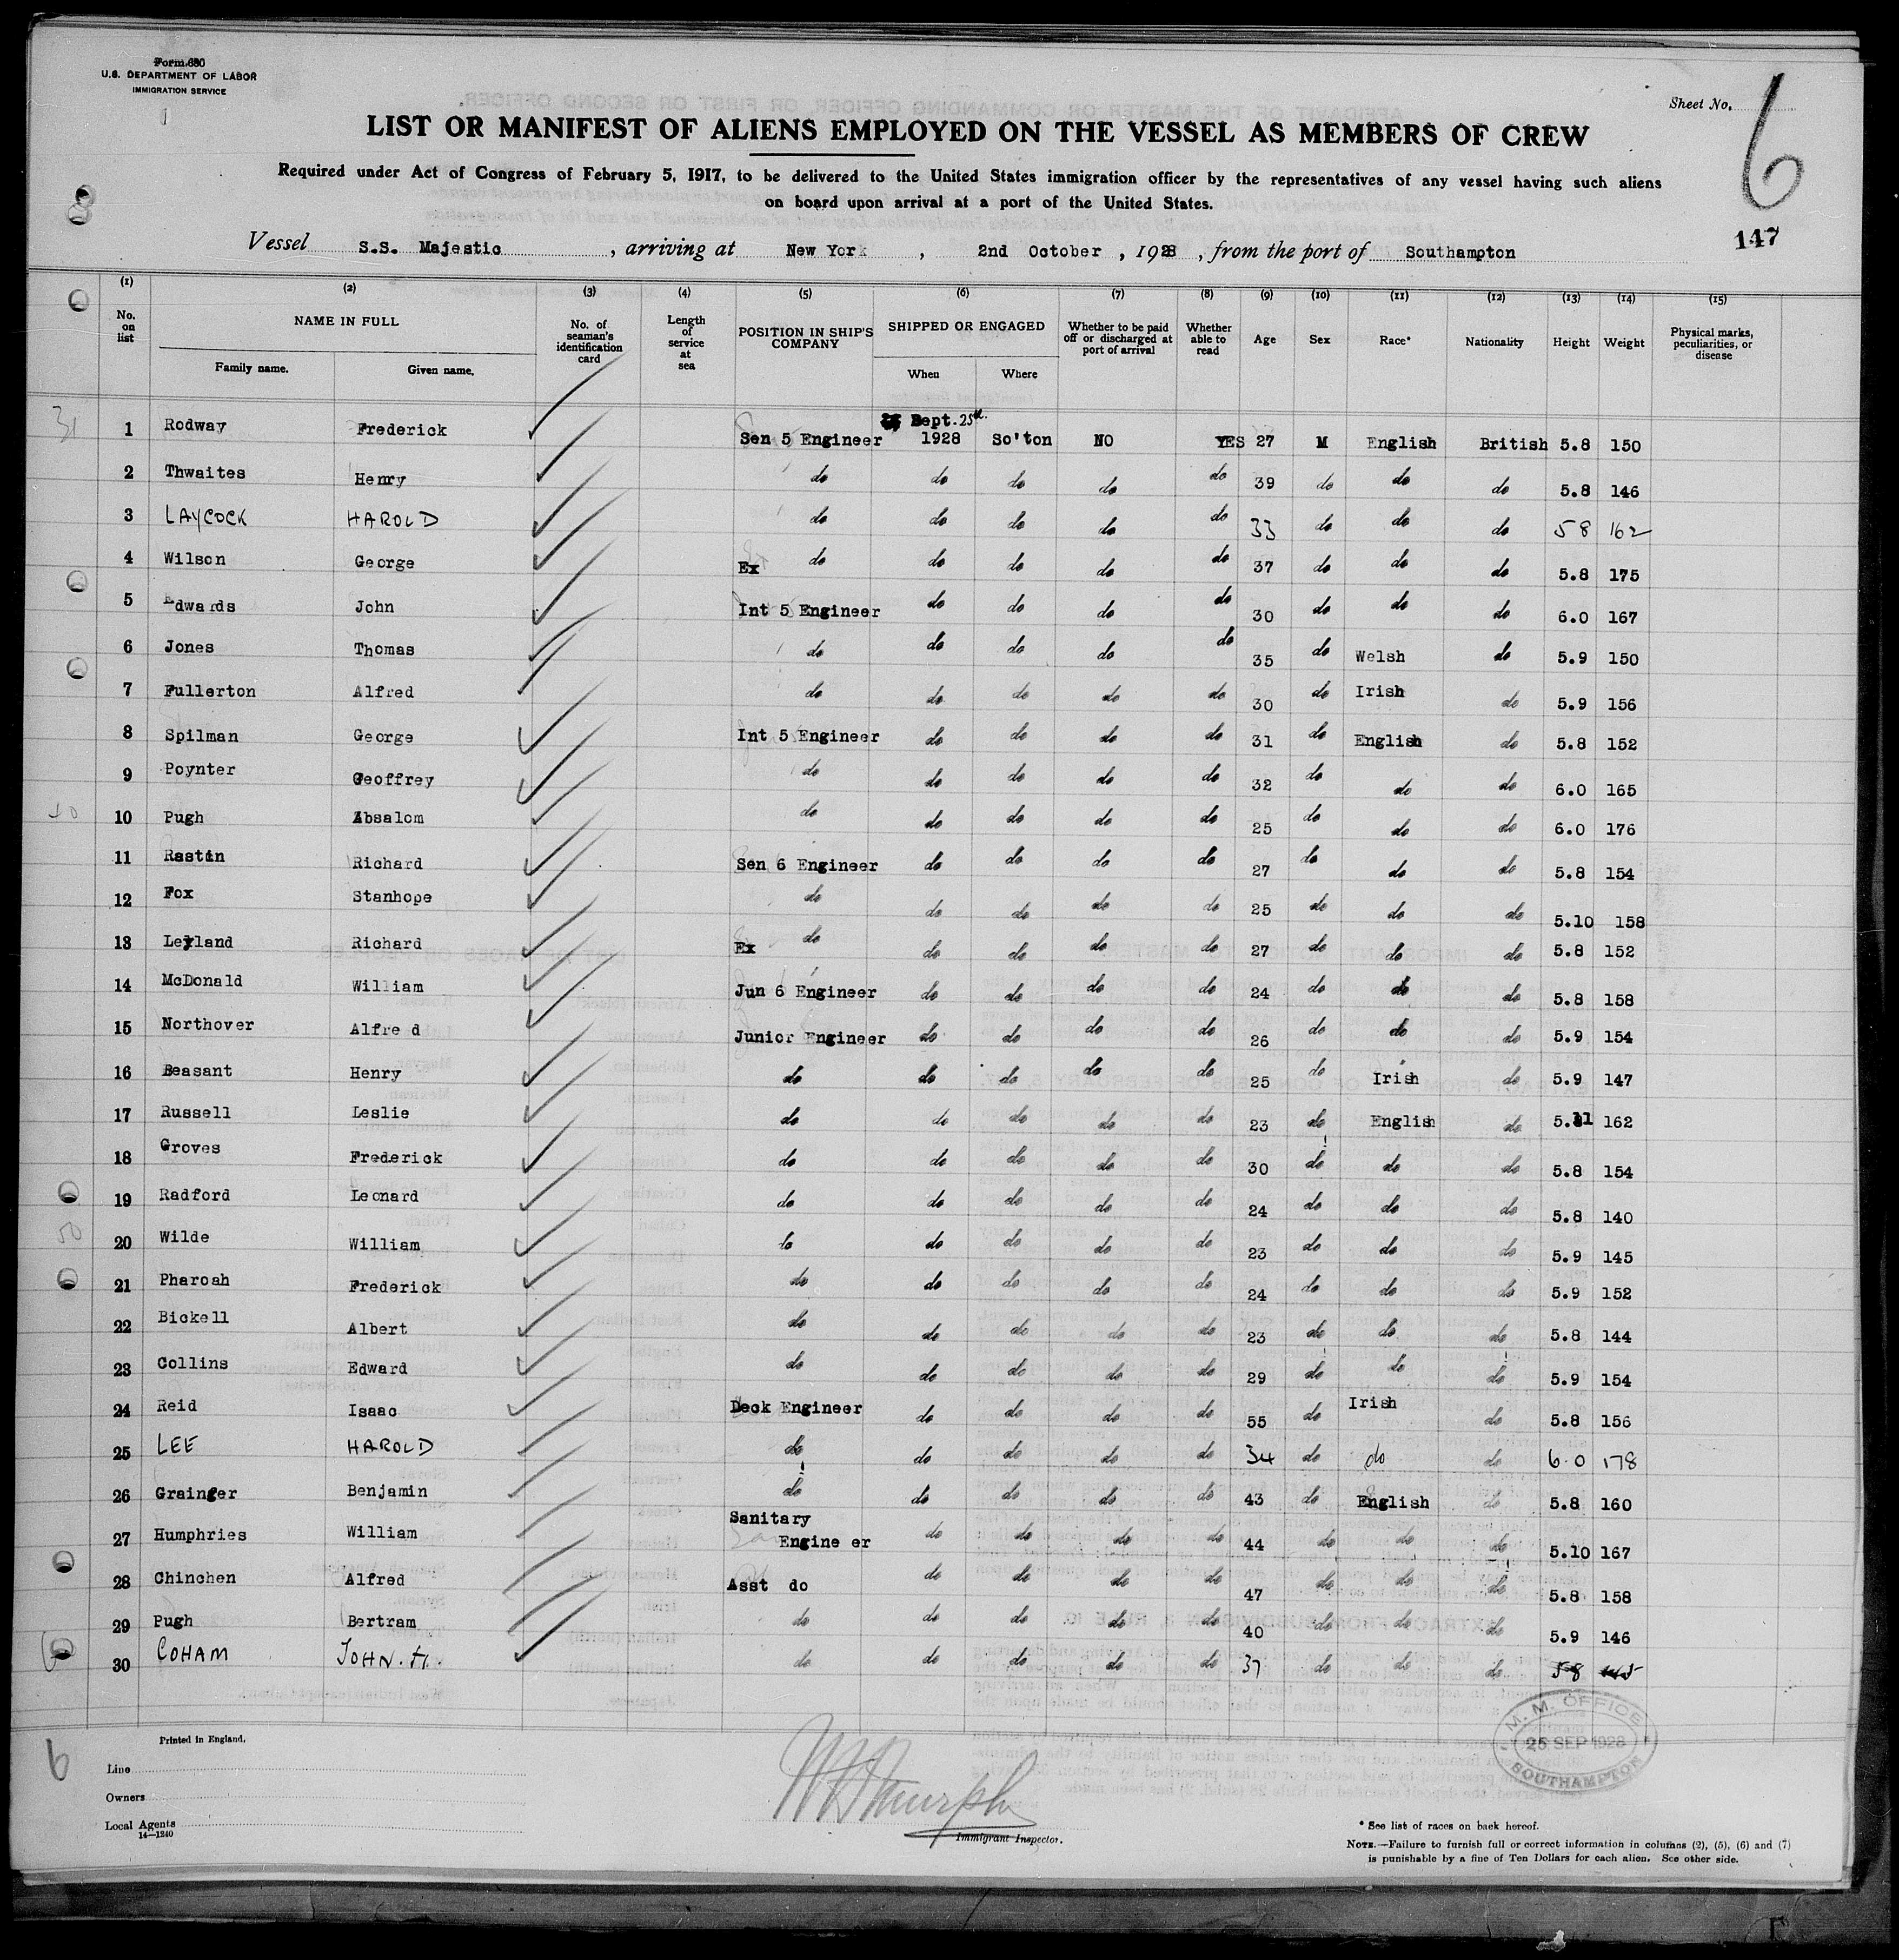 Form 680
U.S. DEPARTMENT OF LABOR
IMMIGRATION SERVICE
Sheet No. 6
LIST OR MANIFEST OF ALIENS EMPLOYED ON THE VESSEL AS MEMBERS OF CREW
Required under Act of Congress of February 5, 1917, to be delivered to the United States immigration officer by the representatives of any vessel having such aliens
on board upon arrival at a port of the United States.
147
Vessel S.S. Majestic, arriving at New York, 2nd October, 1928, from the port of Southampton
(1) (2) (3) (4) (5) (6) (7) (8) (9) (10) (11) (12) (13) (14) (15)
No. on list NAME IN FULL No. of seaman's identification card Length of service at sea POSITION IN SHIP'S COMPANY SHIPPED OR ENGAGED Whether to be paid off or discharged at port of arrival Whether able to read Age Sex Race* Nationality Height Weight Physical marks, peculiarities, or disease
Family name. Given name. When Where
31 1 Rodway Frederick Sen 5 Engineer Sept. 25th. 1928 So'ton NO YES 27 M English British 5.8 150
2 Thwaites Henry do do do do do 39 do do do 5.8 146
3 LAYCOCK HAROLD do do do do do 33 do do do 5 8 162
4 Wilson George Ex do do do do do 37 do do do 5.8 175
5 Edwards John Int 5 Engineer do do do do 30 do do do 6.0 167
6 Jones Thomas do do do do do 35 do Welsh do 5.9 150
7 Fullerton Alfred do do do do do 30 do Irish do 5.9 156
8 Spilman George Int 5 Engineer do do do do 31 do English do 5.8 152
9 Poynter Geoffrey do do do do do 32 do do do 6.0 165
40 10 Pugh Absalom do do do do do 25 do do do 6.0 176
11 Rastin Richard Sen 6 Engineer do do do do 27 do do do 5.8 154
12 Fox Stanhope do do do do do 25 do do do 5.10 158
13 Leyland Richard Ex do do do do do 27 do do do 5.8 152
14 McDonald William Jun 6 Engineer do do do do 24 do do do 5.8 158
15 Northover Alfred Junior Engineer do do do do 26 do do do 5.9 154
16 Beasant Henry do do do do do 25 do Irish do 5.9 147
17 Russell Leslie do do do do do 23 do English do 5.11 162
18 Groves Frederick do do do do do 30 do do do 5.8 154
19 Radford Leonard do do do do do 24 do do do 5.8 140
50 20 Wilde William do do do do do 23 do do do 5.9 145
21 Pharoah Frederick do do do do do 24 do do do 5.9 152
22 Bickell Albert do do do do do 23 do do do 5.8 144
23 Collins Edward do do do do do 29 do do do 5.9 154
24 Reid Isaac Deck Engineer do do do do 55 do Irish do 5.8 156
25 LEE HAROLD do do do do do 34 do do do 6.0 178
26 Grainger Benjamin do do do do do 43 do English do 5.8 160
27 Humphries William Sanitary Engineer do do do do 44 do do do 5.10 167
28 Chinchen Alfred Asst do do do do do 47 do do do 5.8 158
29 Pugh Bertram do do do do do 40 do do do 5.9 146
30 COHAM JOHN. H. do do do do do 37 do do do 5 8 145
M. M. OFFICE
25 SEP 1928
SOUTHAMPTON
Printed in England.
6
Line
Owners
Local Agents
14—1240
Immigrant Inspector.
* See list of races on back hereof.
NOTE.—Failure to furnish full or correct information in columns (2), (5), (6) and (7)
is punishable by a fine of Ten Dollars for each alien. See other side.